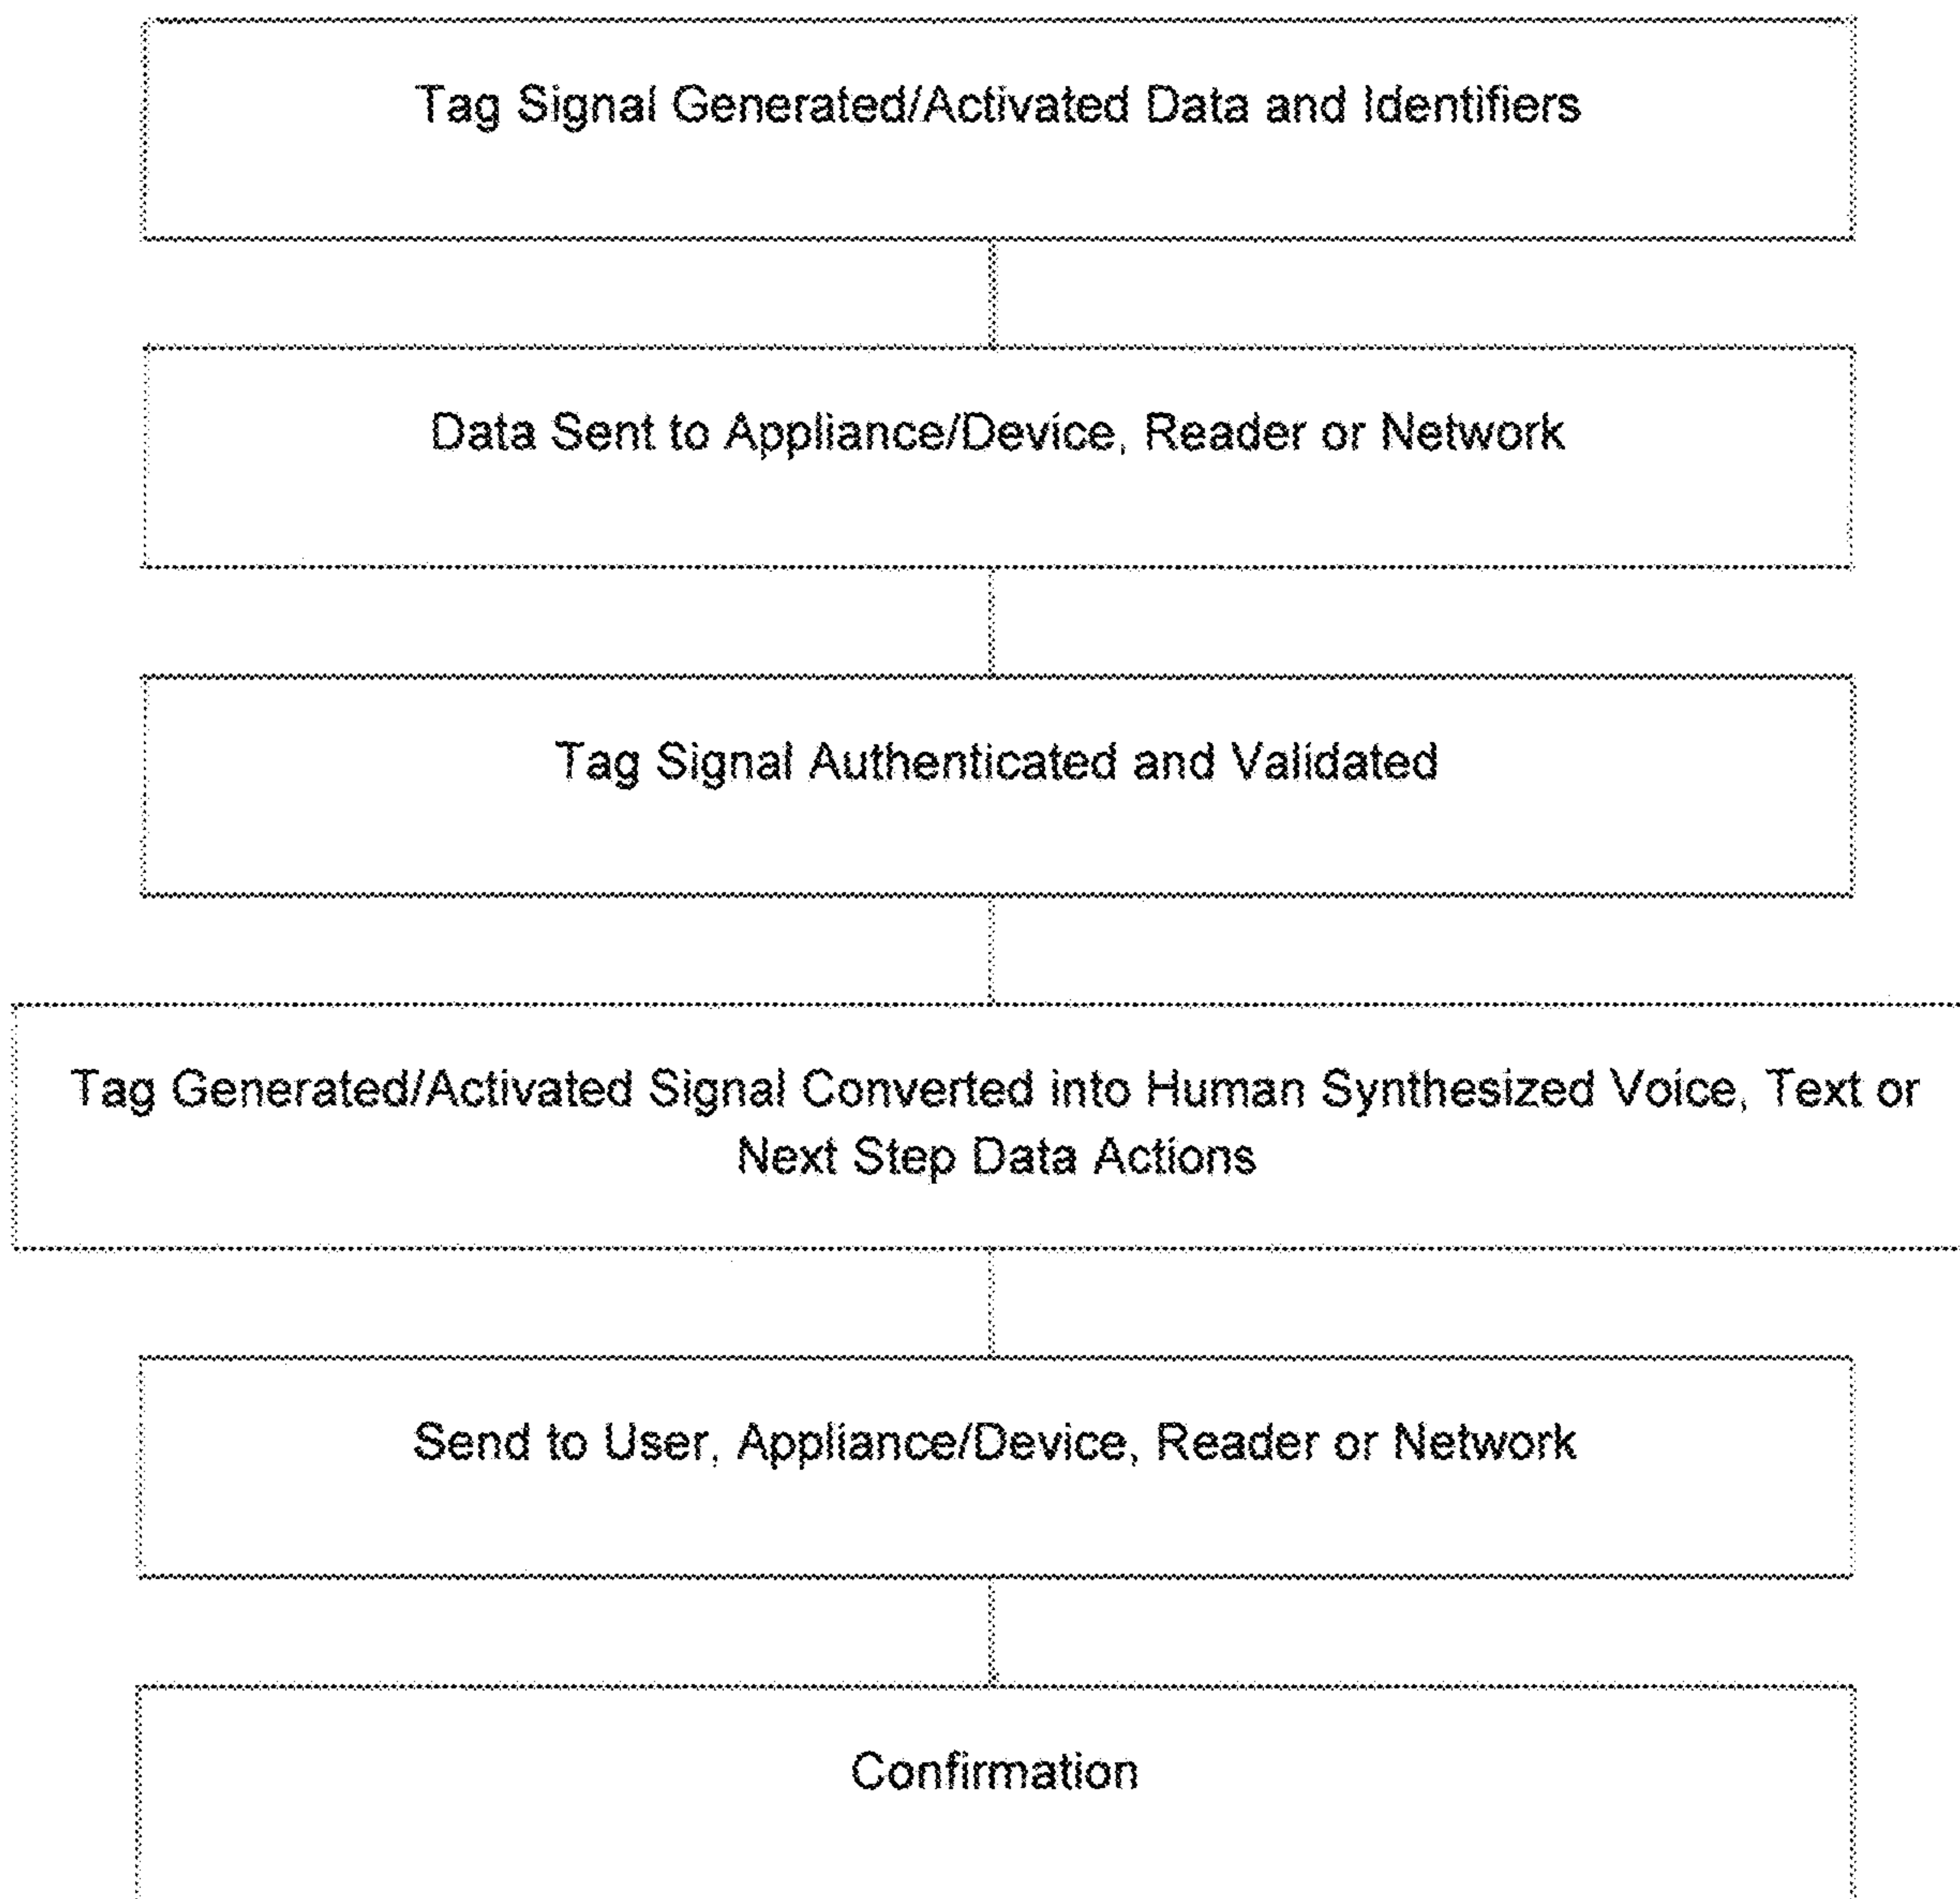 Tag Signal Generated/Activated Data and Identifiers
Data Sent to Appliance/Device, Reader or Network
Tag Signal Authenticated and Validated
Tag Generated/Activated Signal Converted into Human Synthesized Voice, Text or
Next Step Data Actions
Send to User, Appliance/Device, Reader or Network
Confirmation